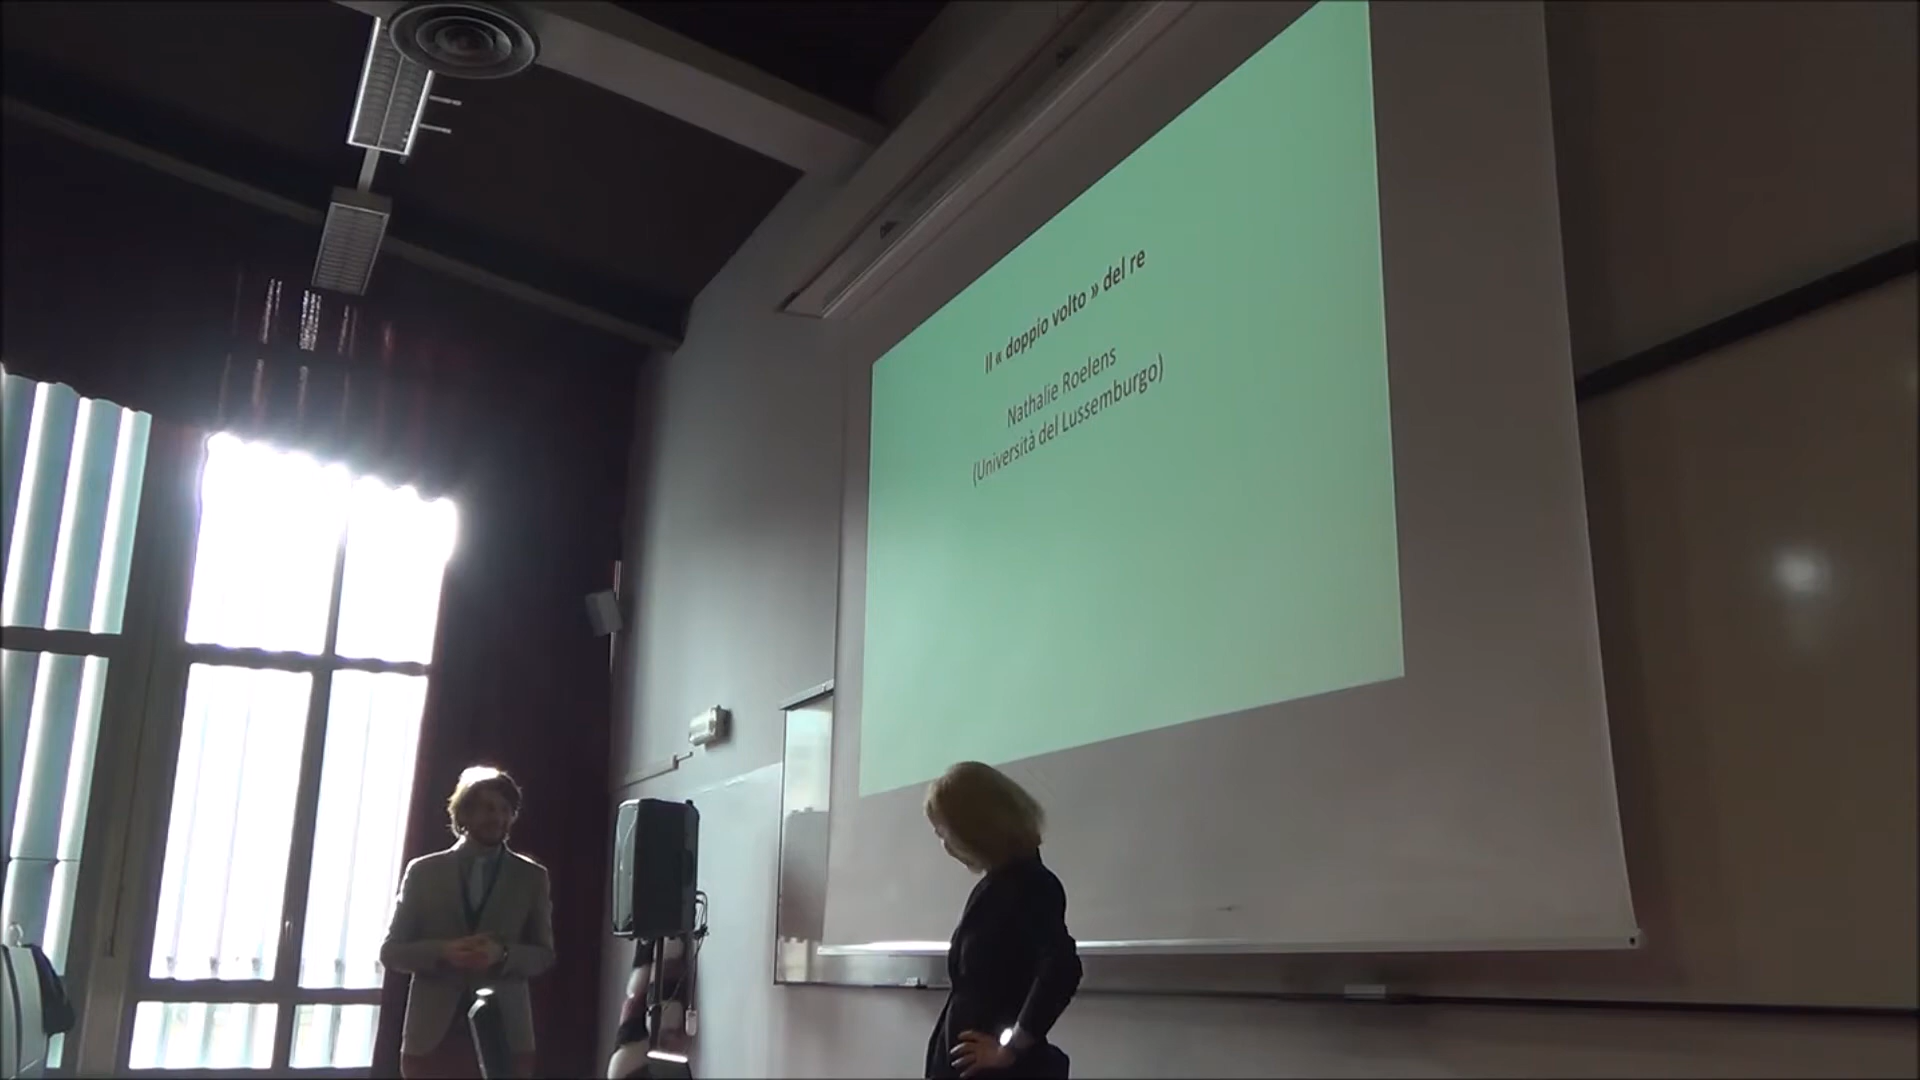 Il « doppio volto » del re
Nathalie Roelens
(Università del Lussemburgo)